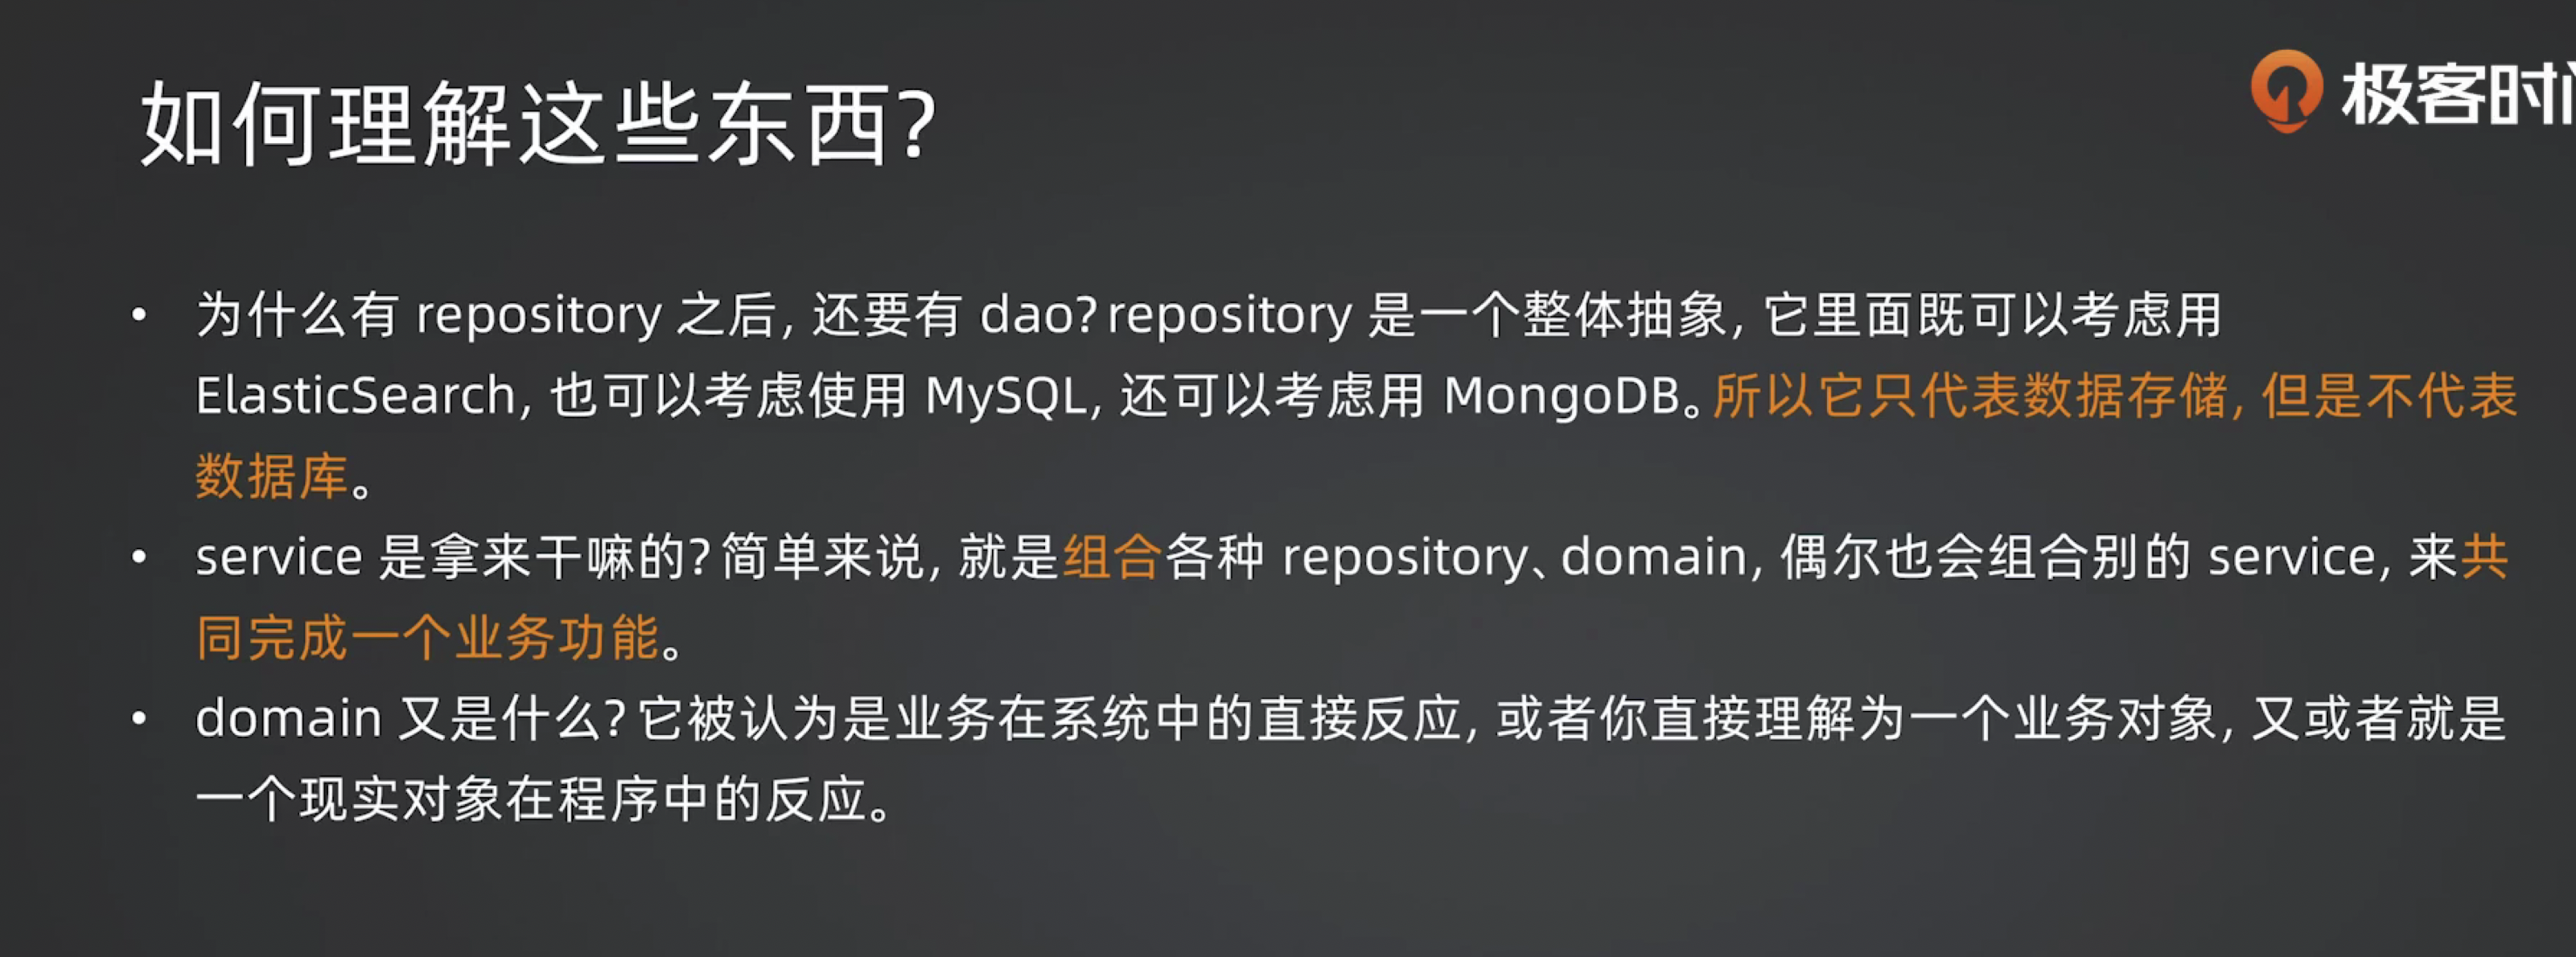 如何理解这些东西?
极客时
• 为什么有 repository 之后, 还要有 dao? repository 是一个整体抽象, 它里面既可以考虑用
ElasticSearch, 也可以考虑使用 MySQL, 还可以考虑用 MongoDB。所以它只代表数据存储, 但是不代表
数据库。
• service 是拿来干嘛的? 简单来说, 就是组合各种 repository、domain, 偶尔也会组合别的 service, 来共
同完成一个业务功能。
• domain 又是什么? 它被认为是业务在系统中的直接反应, 或者你直接理解为一个业务对象, 又或者就是
一个现实对象在程序中的反应。